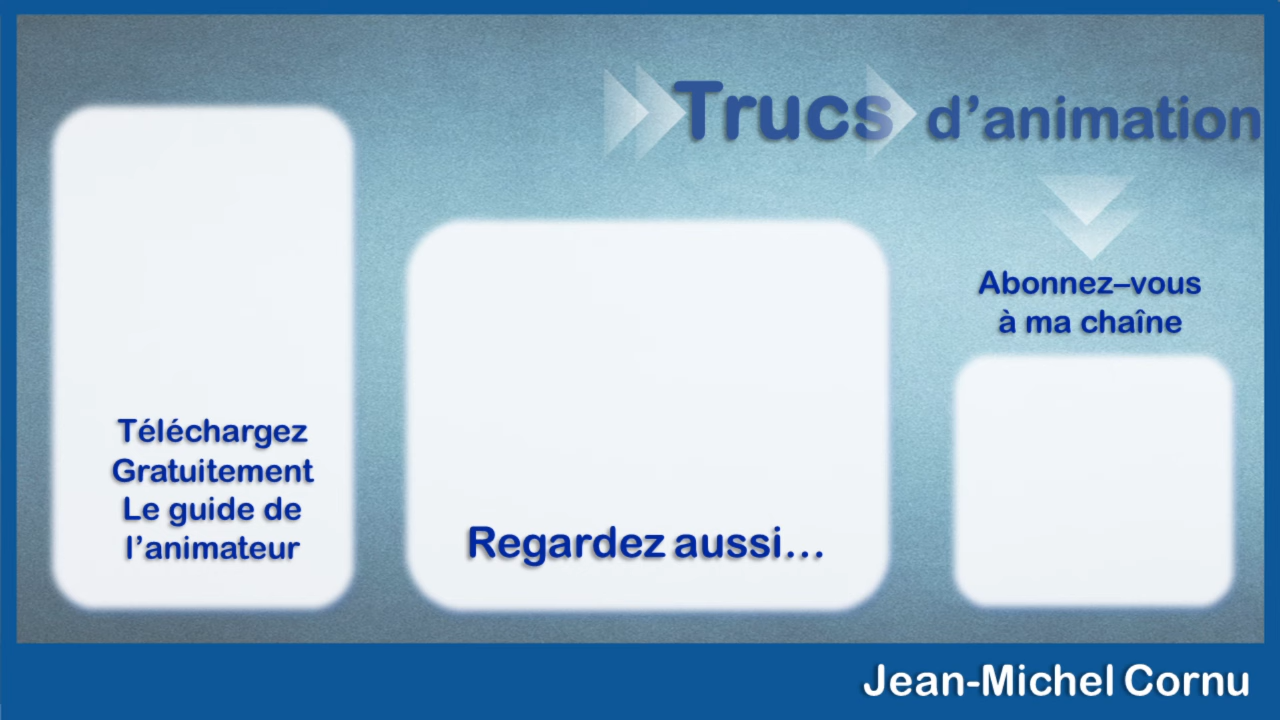 Trucs d’animation
Abonnez–vous
à ma chaîne
Téléchargez
Gratuitement
Le guide de
l’animateur
Regardez aussi…
Jean-Michel Cornu